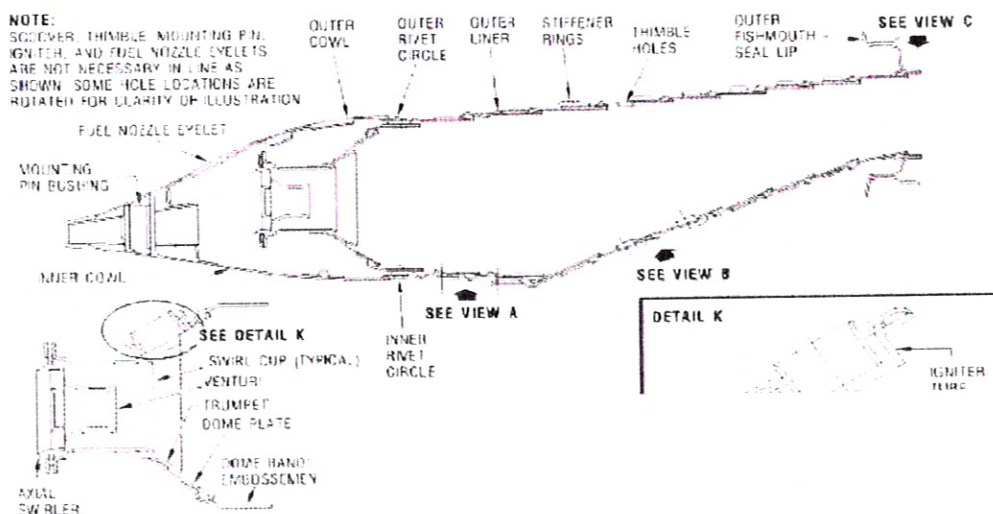 NOTE:
SCOOVER, THIMBLE, MOUNTING PIN,
IGNITER, AND FUEL NOZZLE EYELETS
ARE NOT NECESSARY IN LINE AS
SHOWN. SOME HOLE LOCATIONS ARE
ROTATED FOR CLARITY OF ILLUSTRATION
OUTER
COWL
OUTER
RIVET
CIRCLE
OUTER
LINER
STIFFENER
RINGS
THIMBLE
HOLES
OUTER
FISHMOUTH
SEAL LIP
SEE VIEW C
FUEL NOZZLE EYELET
MOUNTING
PIN BUSHING
INNER COWL
SEE VIEW A
SEE VIEW B
INNER
RIVET
CIRCLE
SEE DETAIL K
SWIRL CUP (TYPICAL)
VENTURI
TRUMPET
DOME PLATE
DOME BAND
EMBOSSEMEN
AXIAL
SWIRLER
DETAIL K
IGNITER
TUBE